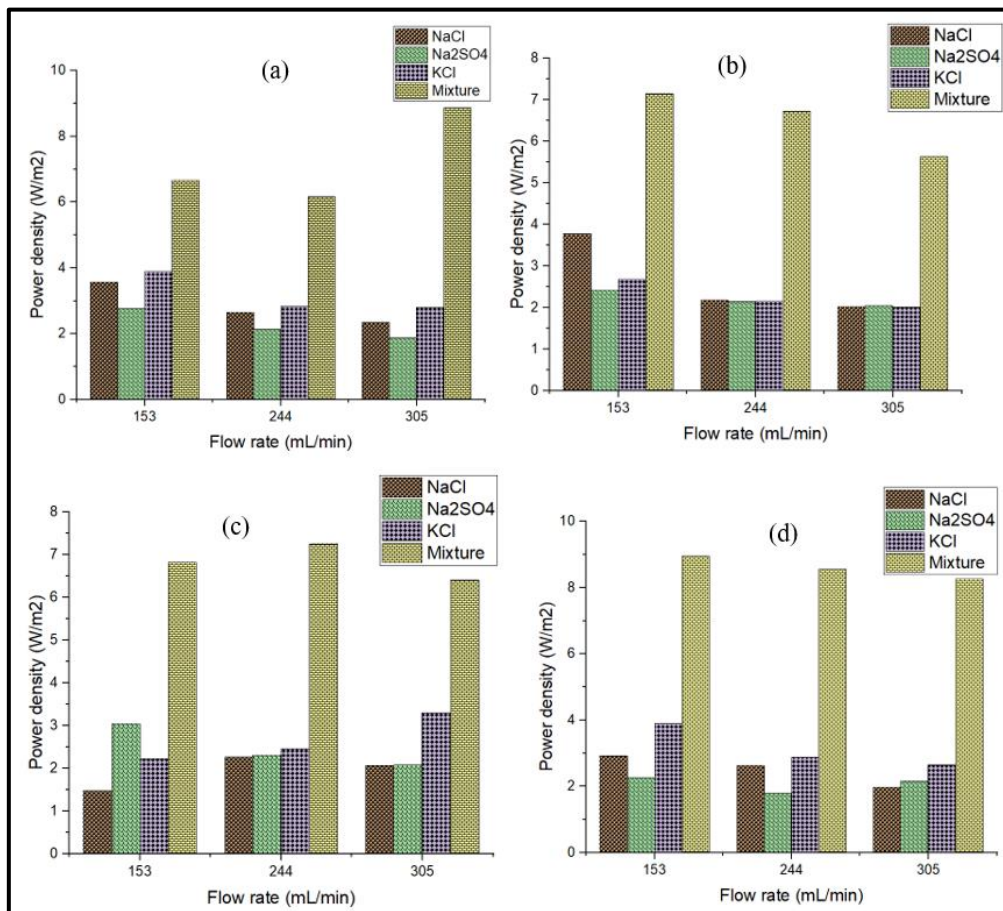 (a)
NaCl
Na2SO4
KCl
Mixture
Power density (W/m2)
10
8
6
4
2
0
153 244 305
Flow rate (mL/min)
(b)
NaCl
Na2SO4
KCl
Mixture
Power density (W/m2)
8
7
6
5
4
3
2
1
0
153 244 305
Flow rate (mL/min)
(c)
NaCl
Na2SO4
KCl
Mixture
Power density (W/m2)
8
7
6
5
4
3
2
1
0
153 244 305
Flow rate (mL/min)
(d)
NaCl
Na2SO4
KCl
Mixture
Power density (W/m2)
10
8
6
4
2
0
153 244 305
Flow rate (mL/min)